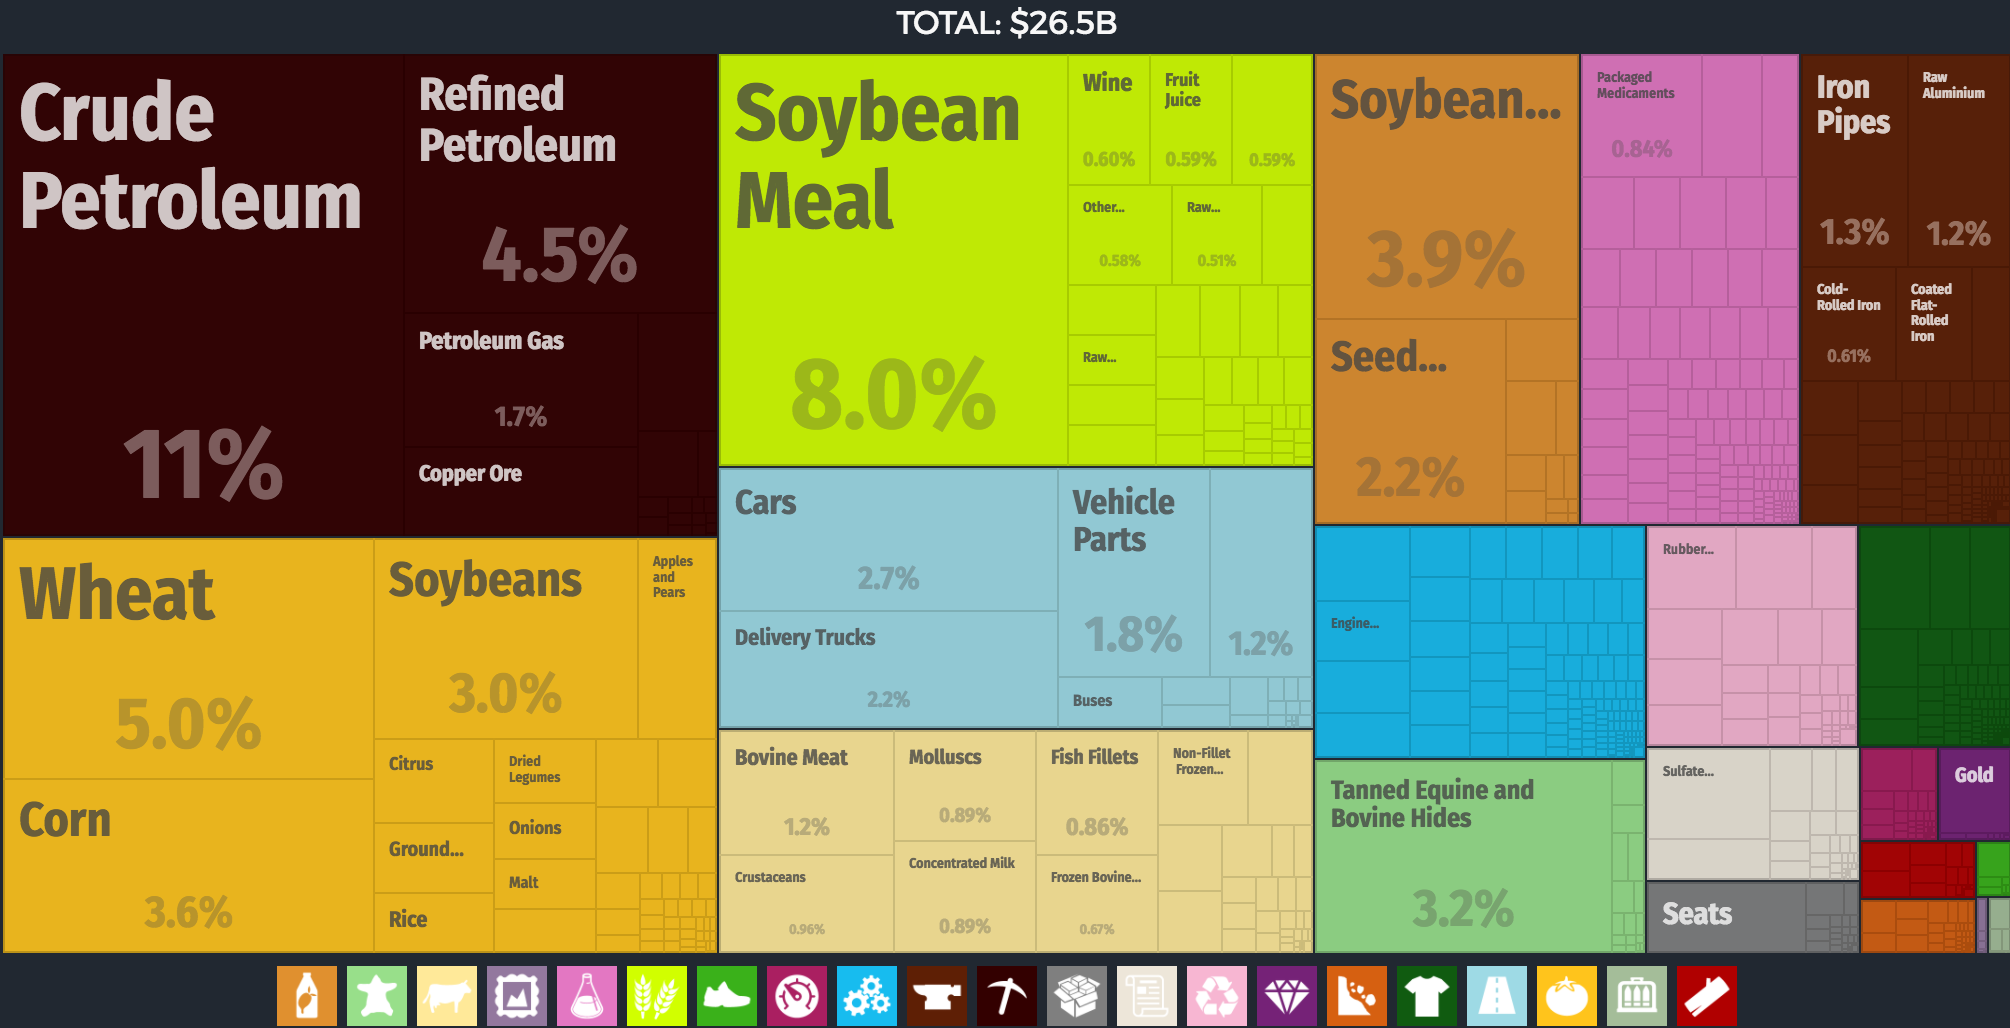 TOTAL: $26.5B
Crude
Petroleum
11%
Refined
Petroleum
4.5%
Petroleum Gas
1.7%
Copper Ore
Wheat
5.0%
Corn
3.6%
Soybeans
3.0%
Apples
and
Pears
Citrus
Ground...
Rice
Dried
Legumes
Onions
Malt
Soybean
Meal
8.0%
Wine
0.60%
Fruit
Juice
0.59%
0.59%
Other...
0.58%
Raw...
0.51%
Raw...
Cars
2.7%
Delivery Trucks
2.2%
Vehicle
Parts
1.8%
1.2%
Buses
Bovine Meat
1.2%
Crustaceans
0.96%
Molluscs
0.89%
Concentrated Milk
0.89%
Fish Fillets
0.86%
Frozen Bovine...
0.67%
Non-Fillet
Frozen...
Soybean...
3.9%
Seed...
2.2%
Packaged
Medicaments
0.84%
Iron
Pipes
1.3%
Raw
Aluminium
1.2%
Cold-
Rolled Iron
0.61%
Coated
Flat-
Rolled
Iron
Engine...
Tanned Equine and
Bovine Hides
3.2%
Rubber...
Sulfate...
Seats
Gold